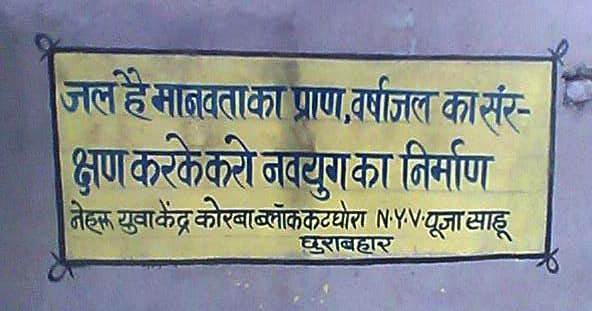 जल है मानवता का प्राण, वर्षाजल का संर-
क्षण करके करो नवयुग का निर्माण
नेहरू युवा केंद्र कोरबा ब्लॉक कटघोरा N.Y.V. पूजा साहू
घुराबहार